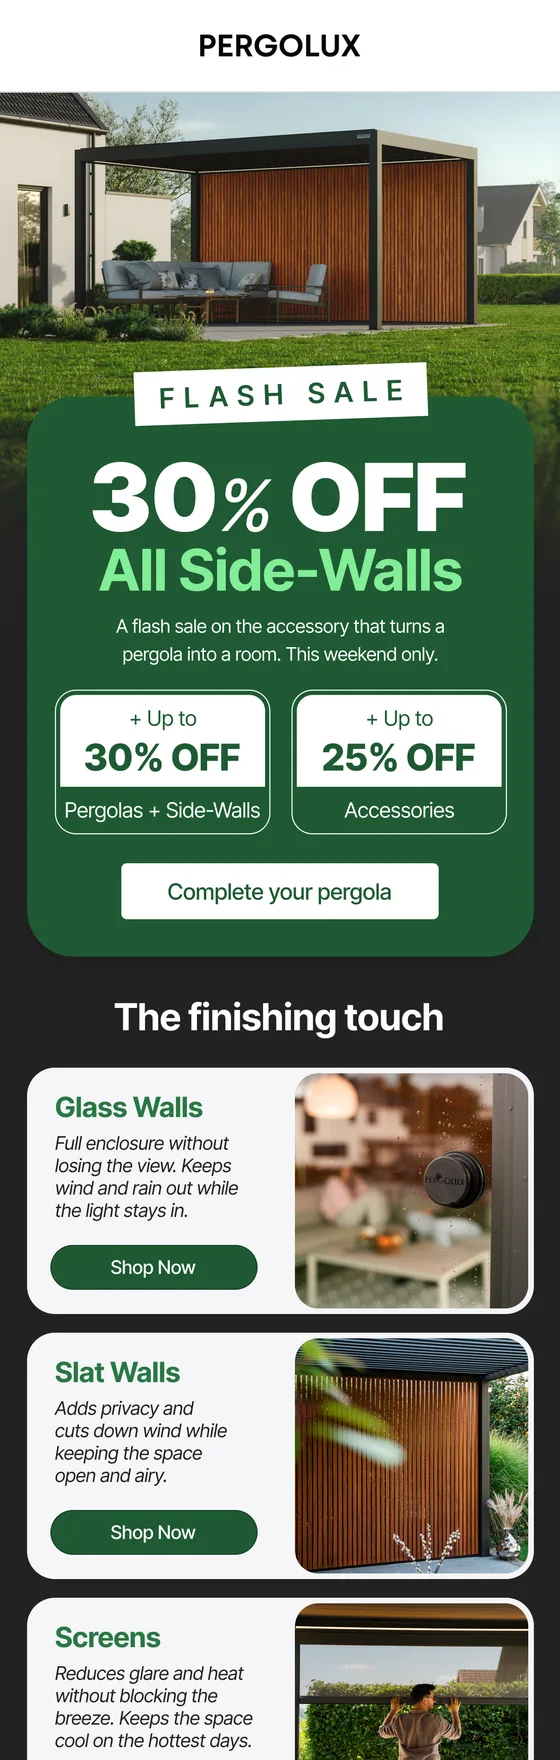 PERGOLUX
FLASH SALE
30% OFF
All Side-Walls
A flash sale on the accessory that turns a
pergola into a room. This weekend only.
+ Up to
30% OFF
Pergolas + Side-Walls
+ Up to
25% OFF
Accessories
Complete your pergola
The finishing touch
Glass Walls
Full enclosure without
losing the view. Keeps
wind and rain out while
the light stays in.
Shop Now
PERGOLUX
Slat Walls
Adds privacy and
cuts down wind while
keeping the space
open and airy.
Shop Now
Screens
Reduces glare and heat
without blocking the
breeze. Keeps the space
cool on the hottest days.